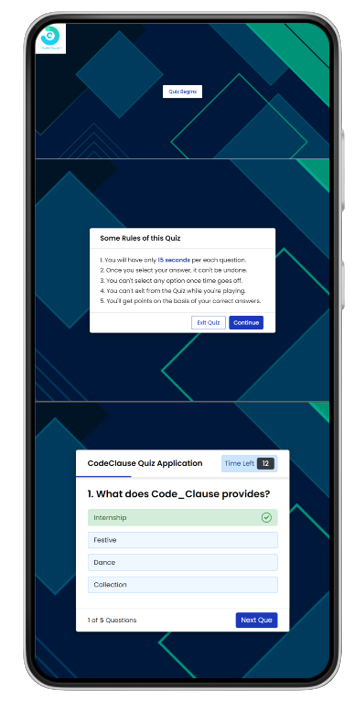 Quiz Begins
Some Rules of this Quiz
1. You will have only 15 seconds per each question.
2. Once you select your answer, it can't be undone.
3. You can't select any option once time goes off.
4. You can't exit from the Quiz while you're playing.
5. You'll get points on the basis of your correct answers.
Exit Quiz Continue
CodeClause Quiz Application Time Left 12
1. What does Code_Clause provides?
Internship
Festive
Dance
Collection
1 of 5 Questions Next Que